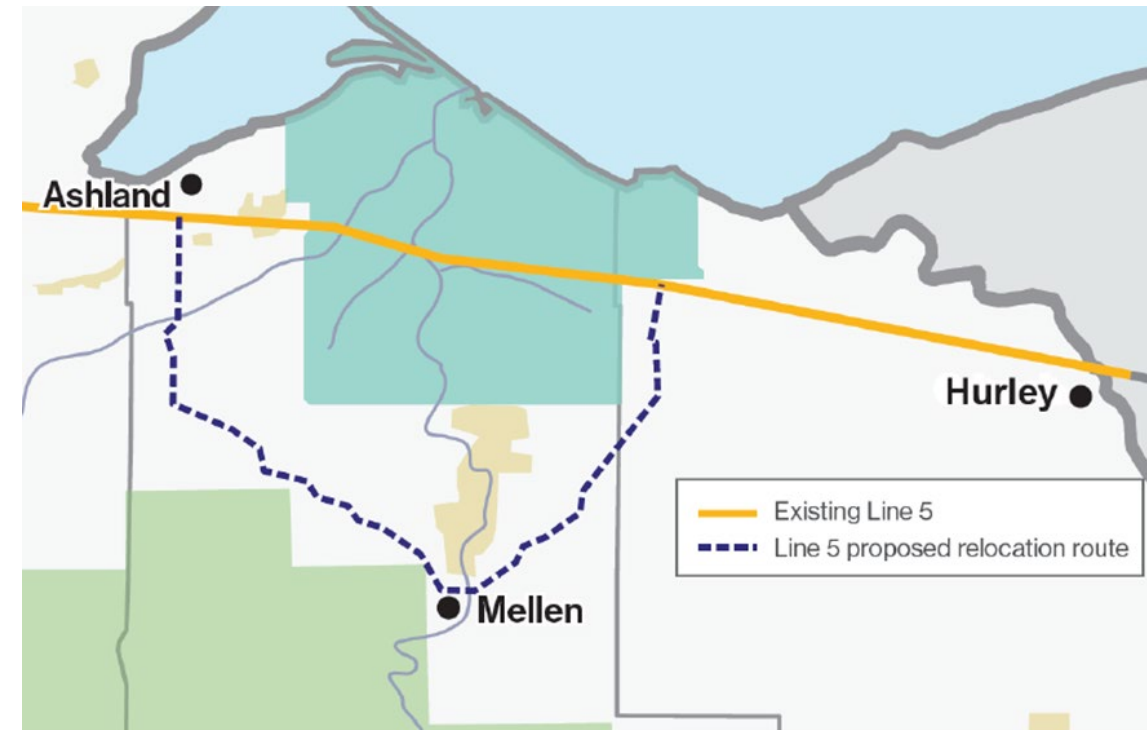 Ashland
Hurley
Existing Line 5
Line 5 proposed relocation route
Mellen